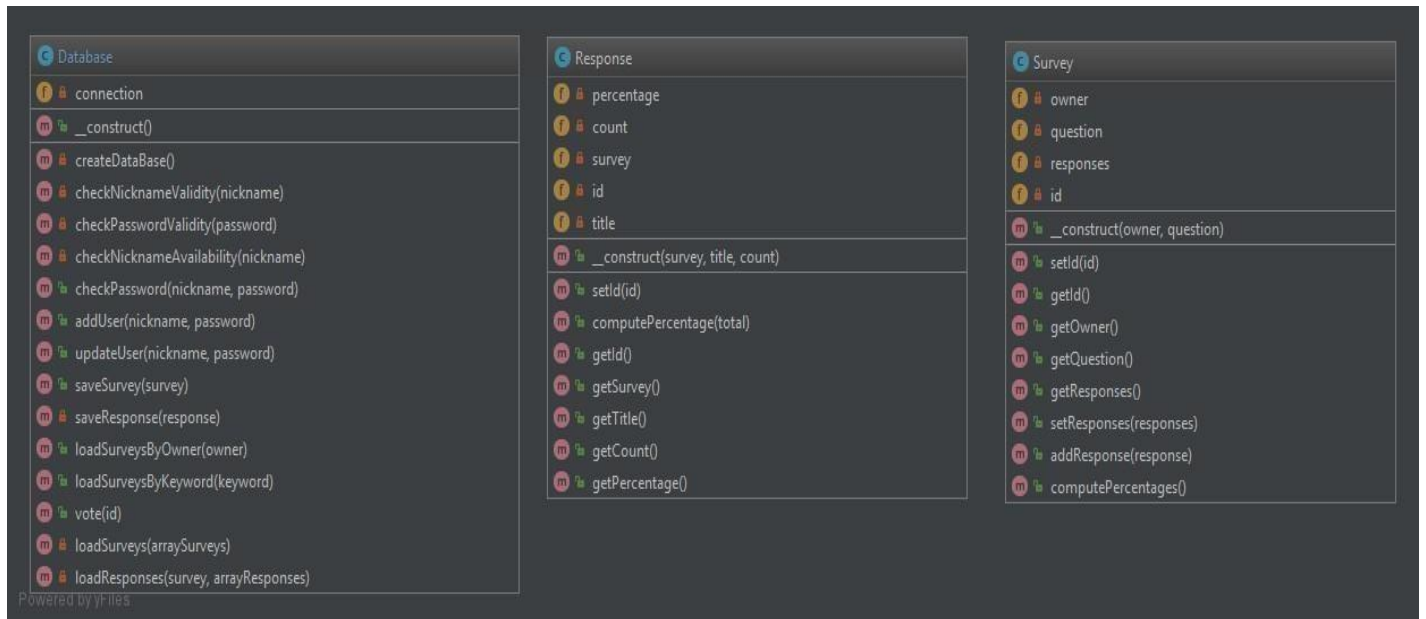 Database
connection
__construct()
createDataBase()
checkNicknameValidity(nickname)
checkPasswordValidity(password)
checkNicknameAvailability(nickname)
checkPassword(nickname, password)
addUser(nickname, password)
updateUser(nickname, password)
saveSurvey(survey)
saveResponse(response)
loadSurveysByOwner(owner)
loadSurveysByKeyword(keyword)
vote(id)
loadSurveys(arraySurveys)
loadResponses(survey, arrayResponses)
Powered by yFiles
Response
percentage
count
survey
id
title
__construct(survey, title, count)
setId(id)
computePercentage(total)
getId()
getSurvey()
getTitle()
getCount()
getPercentage()
Survey
owner
question
responses
id
__construct(owner, question)
setId(id)
getId()
getOwner()
getQuestion()
getResponses()
setResponses(responses)
addResponse(response)
computePercentages()